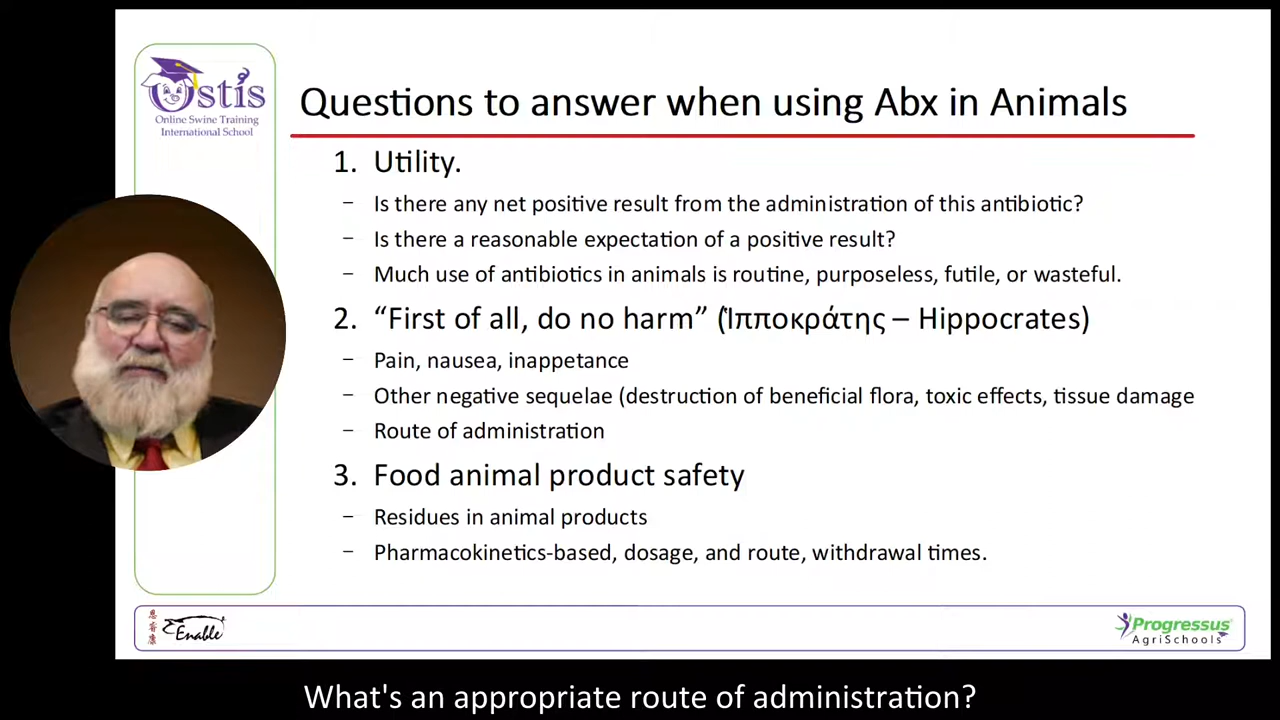 Ostis
Online Swine Training
International School
Questions to answer when using Abx in Animals
1. Utility.
– Is there any net positive result from the administration of this antibiotic?
– Is there a reasonable expectation of a positive result?
– Much use of antibiotics in animals is routine, purposeless, futile, or wasteful.
2. “First of all, do no harm” (Ἱπποκράτης – Hippocrates)
– Pain, nausea, inappetance
– Other negative sequelae (destruction of beneficial flora, toxic effects, tissue damage
– Route of administration
3. Food animal product safety
– Residues in animal products
– Pharmacokinetics-based, dosage, and route, withdrawal times.
Enable
Progressus
AgriSchools
What's an appropriate route of administration?